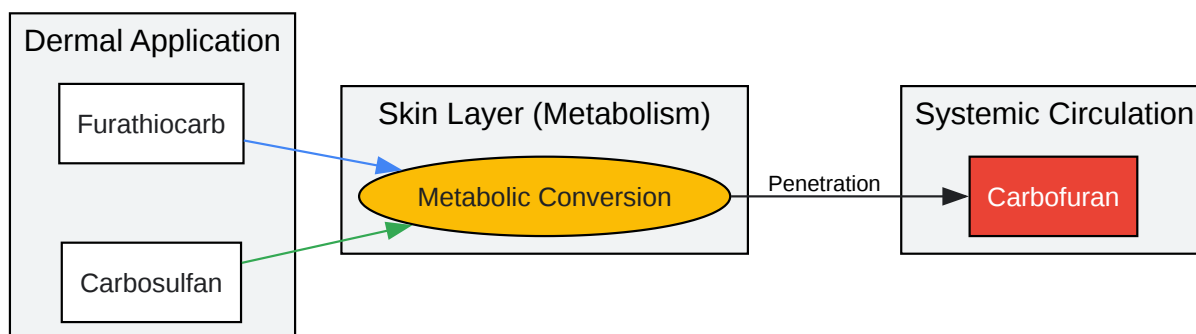 Dermal Application
Furathiocarb
Carbosulfan
Skin Layer (Metabolism)
Metabolic Conversion
Penetration
Systemic Circulation
Carbofuran